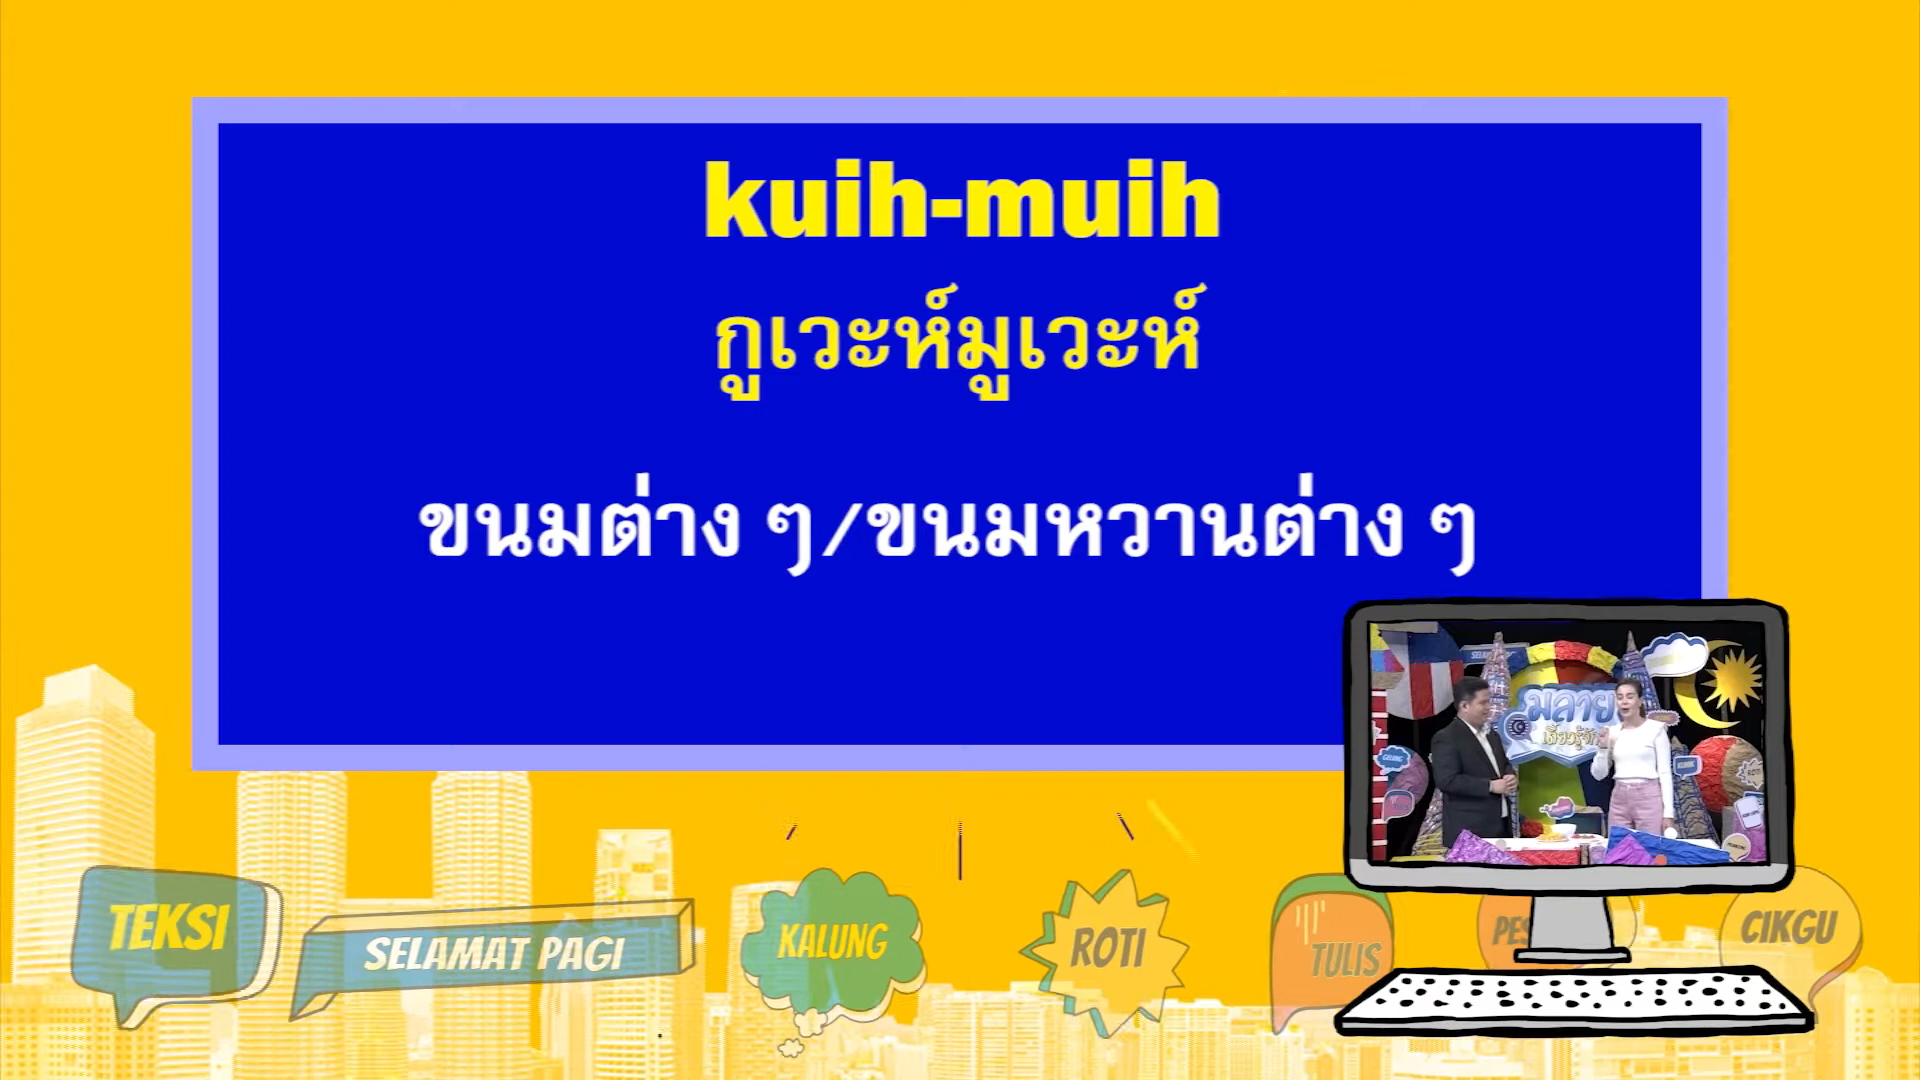 kuih-muih
กูเวะห์มูเวะห์
ขนมต่าง ๆ/ขนมหวานต่าง ๆ
มลายู
TEKSI
SELAMAT PAGI
KALUNG
ROTI
TULIS
CIKGU